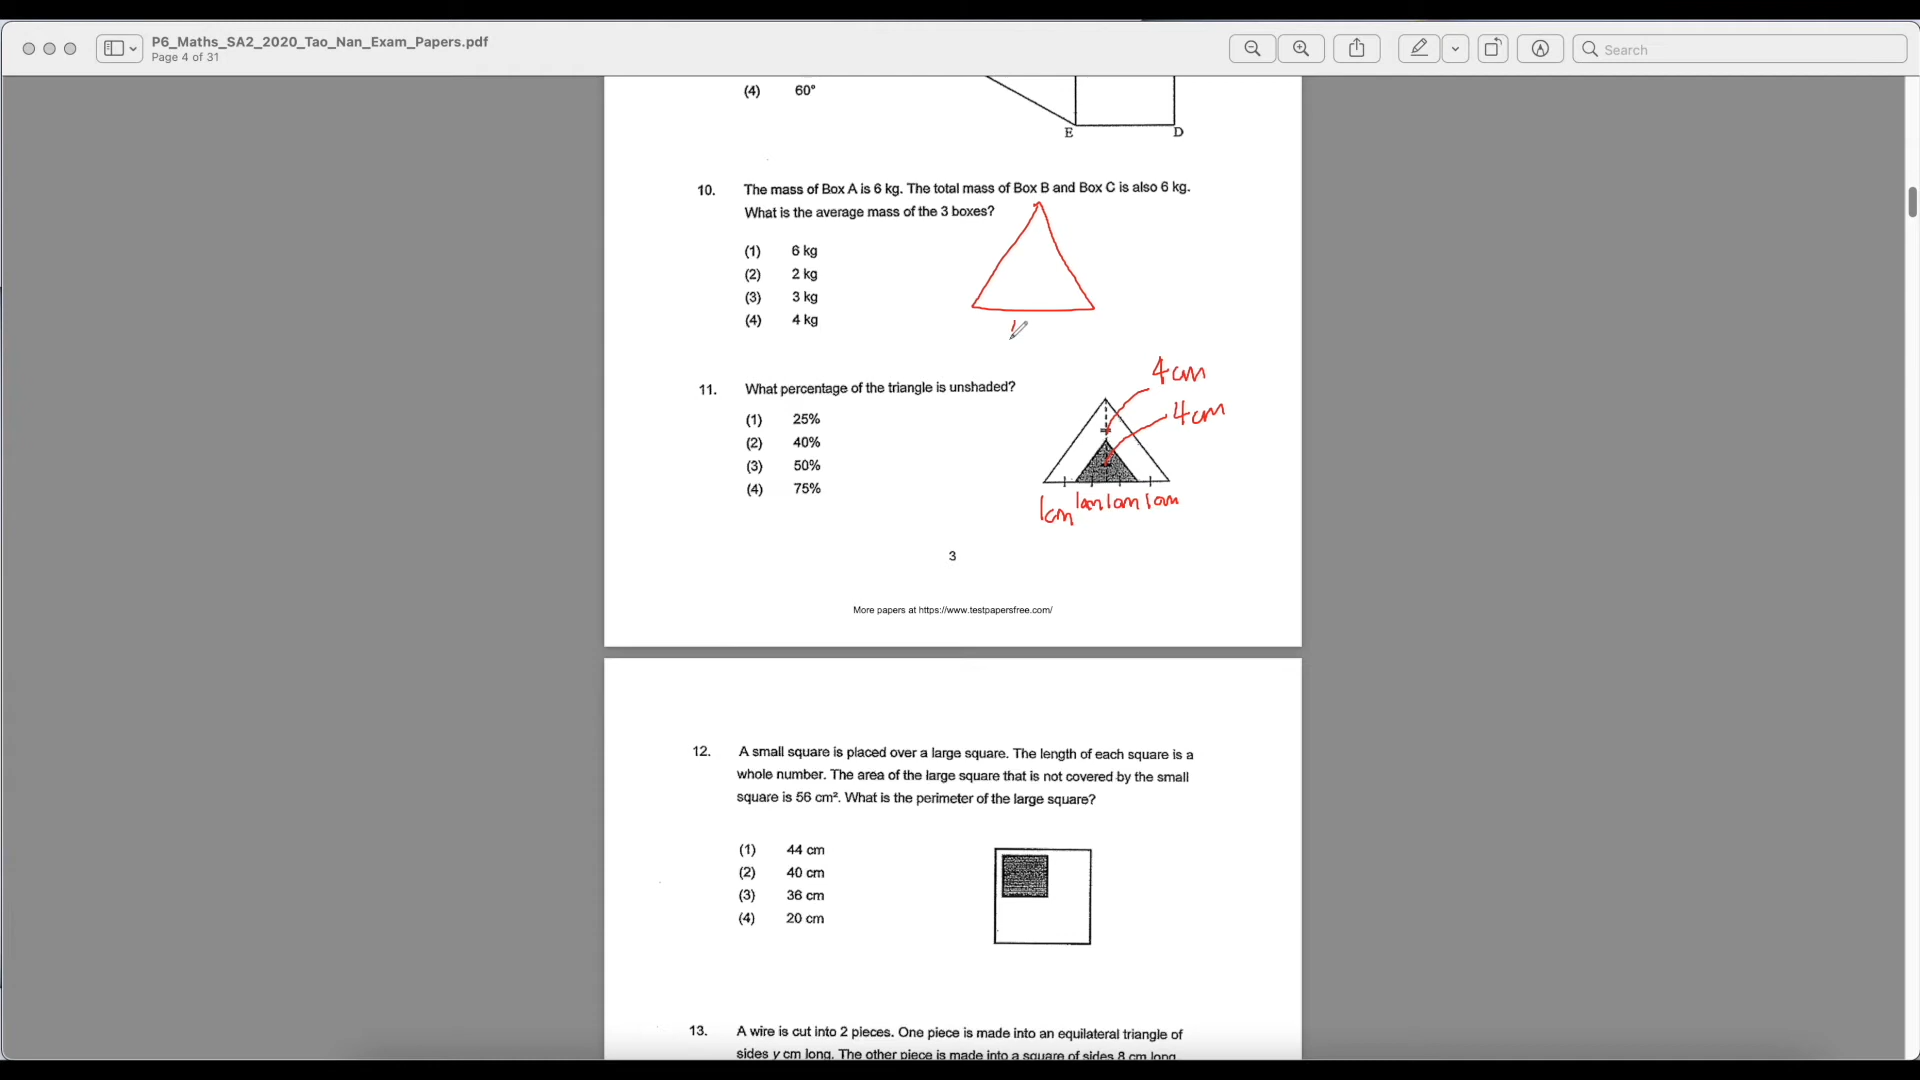 P6_Maths_SA2_2020_Tao_Nan_Exam_Papers.pdf
Page 4 of 31
Search
(4) 60°
E D
10. The mass of Box A is 6 kg. The total mass of Box B and Box C is also 6 kg.
What is the average mass of the 3 boxes?
(1) 6 kg
(2) 2 kg
(3) 3 kg
(4) 4 kg
11. What percentage of the triangle is unshaded?
(1) 25%
(2) 40%
(3) 50%
(4) 75%
4cm
4cm
1cm 1cm 1cm 1cm
3
More papers at https://www.testpapersfree.com/
12. A small square is placed over a large square. The length of each square is a
whole number. The area of the large square that is not covered by the small
square is 56 cm². What is the perimeter of the large square?
(1) 44 cm
(2) 40 cm
(3) 36 cm
(4) 20 cm
13. A wire is cut into 2 pieces. One piece is made into an equilateral triangle of
sides y cm long. The other piece is made into a square of sides 8 cm long.